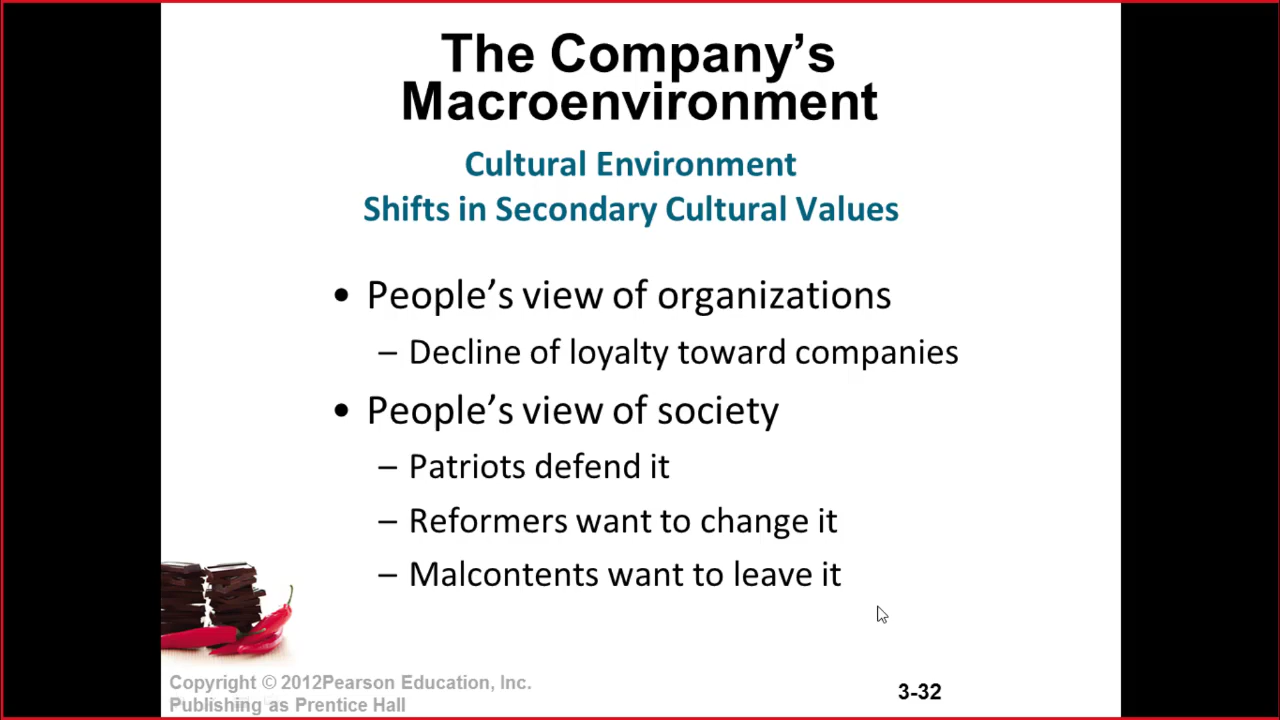 The Company’s
Macroenvironment
Cultural Environment
Shifts in Secondary Cultural Values
• People’s view of organizations
– Decline of loyalty toward companies
• People’s view of society
– Patriots defend it
– Reformers want to change it
– Malcontents want to leave it
Copyright © 2012Pearson Education, Inc.
Publishing as Prentice Hall
3-32